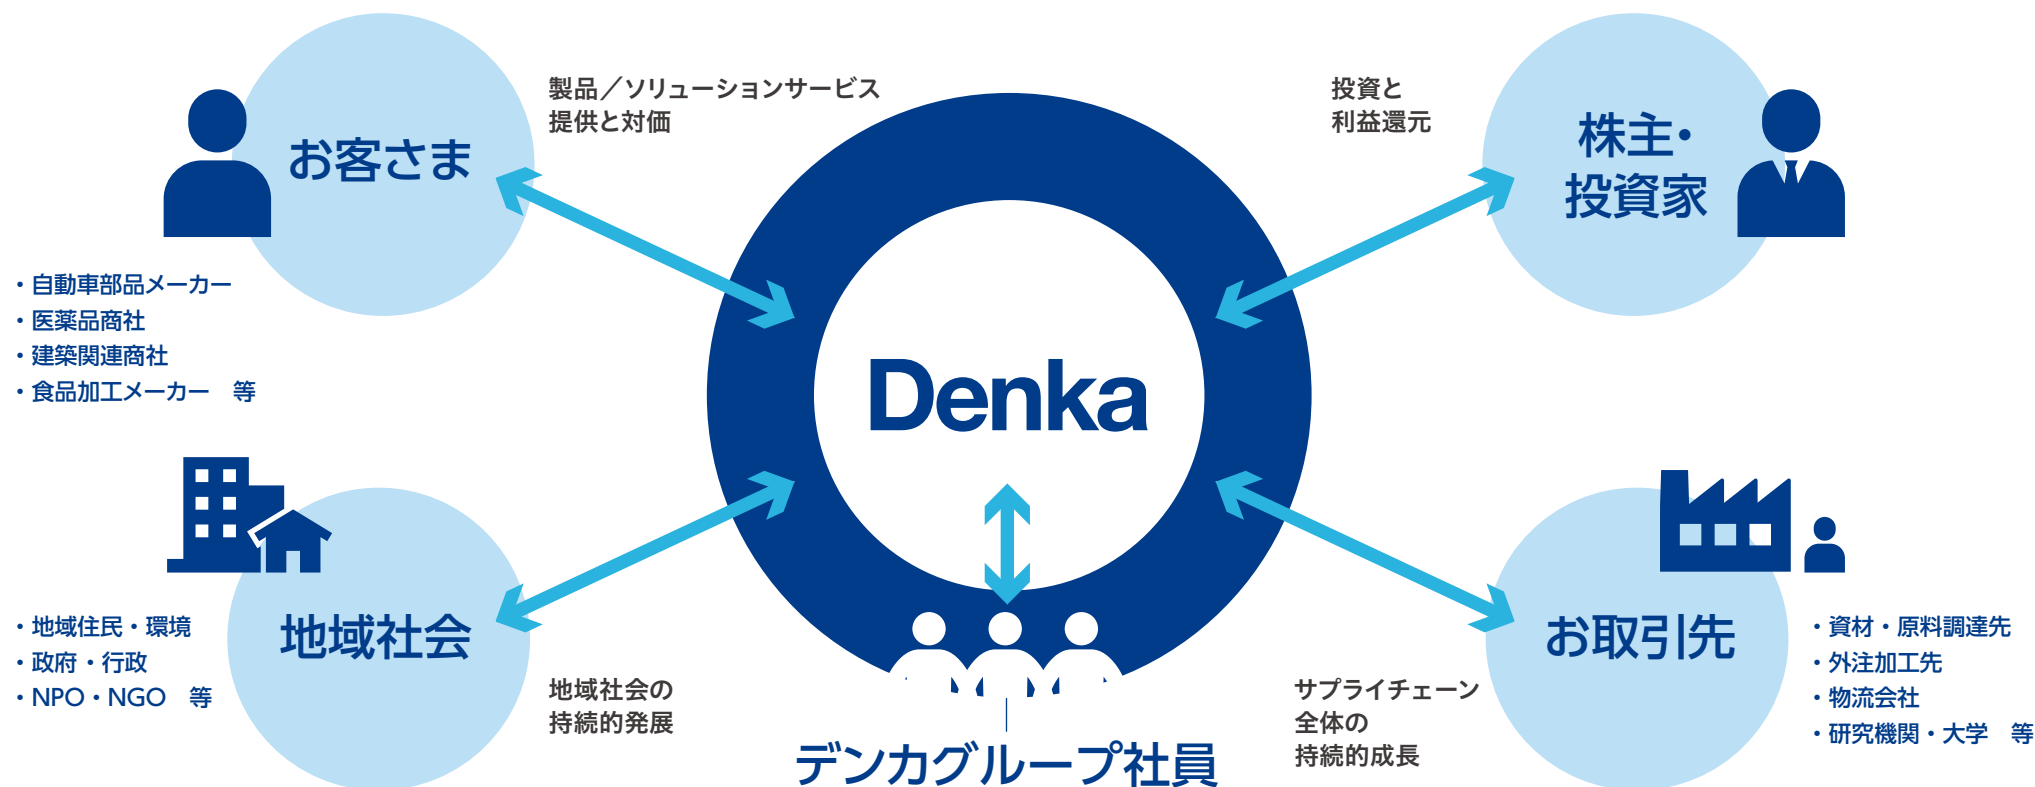 お客さま
製品／ソリューションサービス
提供と対価
・自動車部品メーカー
・医薬品商社
・建築関連商社
・食品加工メーカー　等
投資と
利益還元
株主・
投資家
Denka
地域社会
・地域住民・環境
・政府・行政
・NPO・NGO　等
地域社会の
持続的発展
デンカグループ社員
サプライチェーン
全体の
持続的成長
お取引先
・資材・原料調達先
・外注加工先
・物流会社
・研究機関・大学　等